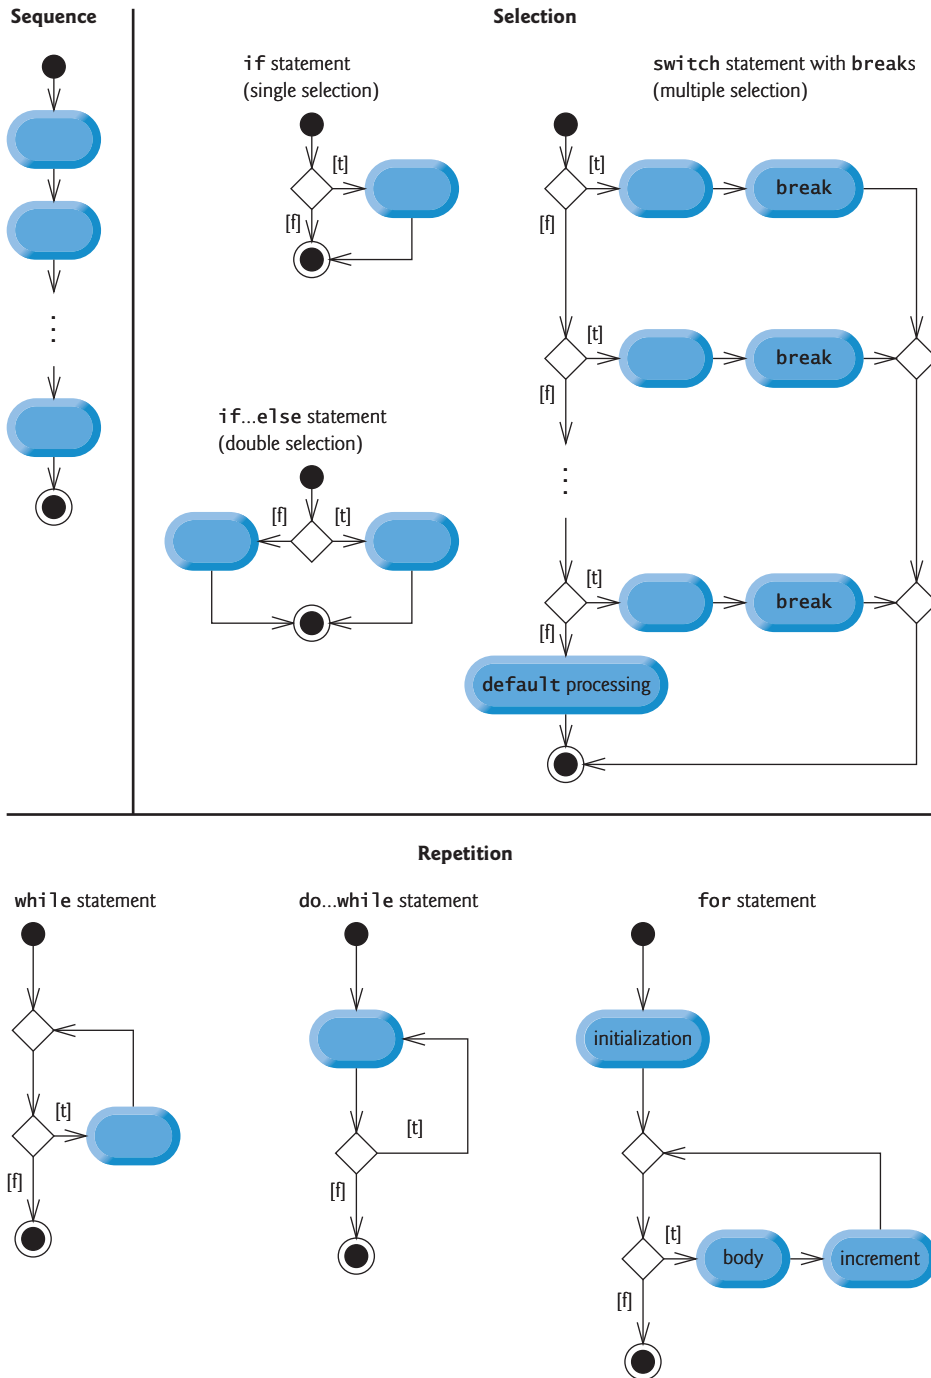 Sequence
Selection
if statement
(single selection)
[t]
[f]
switch statement with breaks
(multiple selection)
[t]
break
[f]
[t]
break
[f]
if...else statement
(double selection)
[f]
[t]
[t]
break
[f]
default processing
Repetition
while statement
[t]
[f]
do...while statement
[t]
[f]
for statement
initialization
[t]
body
increment
[f]